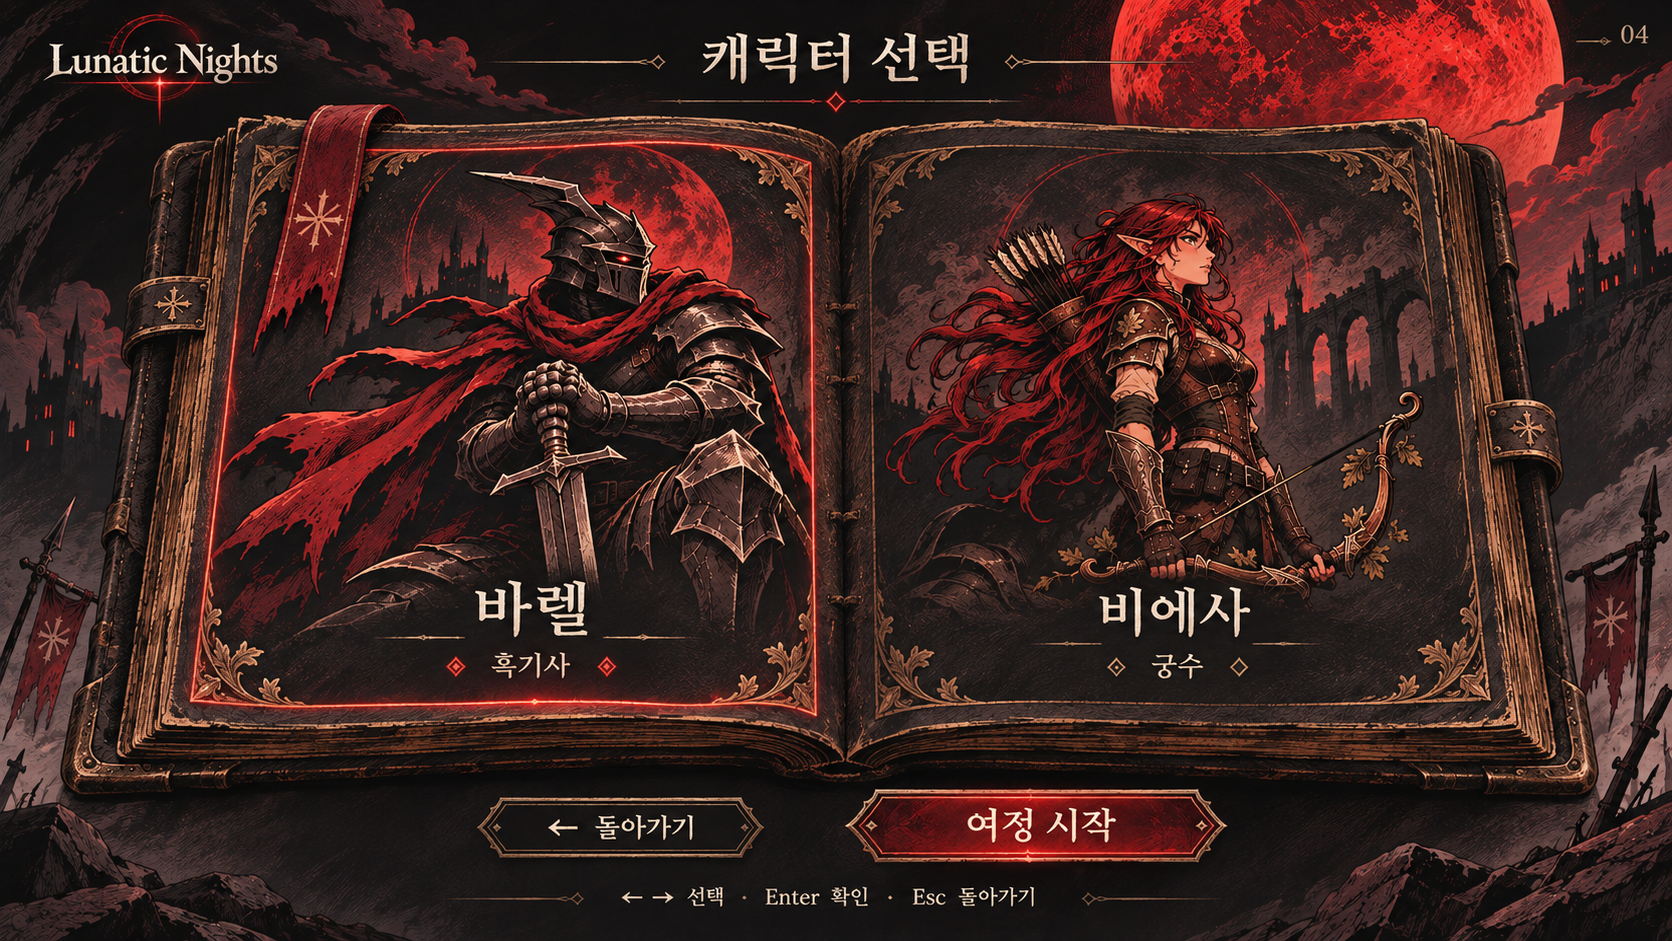 Lunatic Nights
캐릭터 선택
04
바렐
흑기사
비에사
궁수
← 돌아가기
여정 시작
← → 선택 · Enter 확인 · Esc 돌아가기